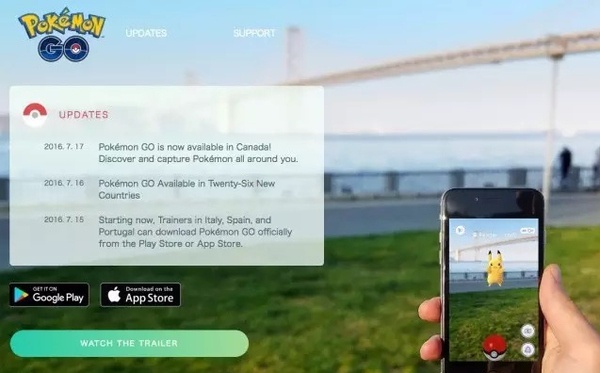 POKÉMON
GO
UPDATES
SUPPORT
UPDATES
2016. 7. 17
Pokémon GO is now available in Canada!
Discover and capture Pokémon all around you.
2016. 7. 16
Pokémon GO Available in Twenty-Six New
Countries
2016. 7. 15
Starting now, Trainers in Italy, Spain, and
Portugal can download Pokémon GO officially
from the Play Store or App Store.
GET IT ON
Google Play
Download on the
App Store
WATCH THE TRAILER